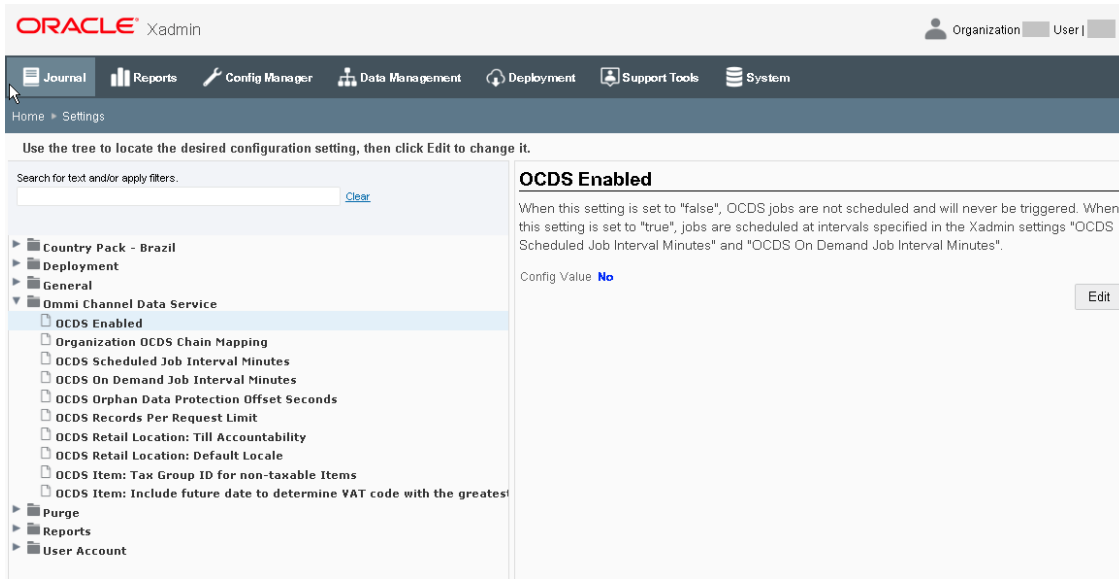 ORACLE® Xadmin
Organization User |
Journal Reports Config Manager Data Management Deployment Support Tools System
Home ▸ Settings
Use the tree to locate the desired configuration setting, then click Edit to change it.
Search for text and/or apply filters.
Clear
Country Pack - Brazil
Deployment
General
Ommi Channel Data Service
OCDS Enabled
Organization OCDS Chain Mapping
OCDS Scheduled Job Interval Minutes
OCDS On Demand Job Interval Minutes
OCDS Orphan Data Protection Offset Seconds
OCDS Records Per Request Limit
OCDS Retail Location: Till Accountability
OCDS Retail Location: Default Locale
OCDS Item: Tax Group ID for non-taxable Items
OCDS Item: Include future date to determine VAT code with the greatest
Purge
Reports
User Account
OCDS Enabled
When this setting is set to "false", OCDS jobs are not scheduled and will never be triggered. When
this setting is set to "true", jobs are scheduled at intervals specified in the Xadmin settings "OCDS
Scheduled Job Interval Minutes" and "OCDS On Demand Job Interval Minutes".
Config Value No
Edit